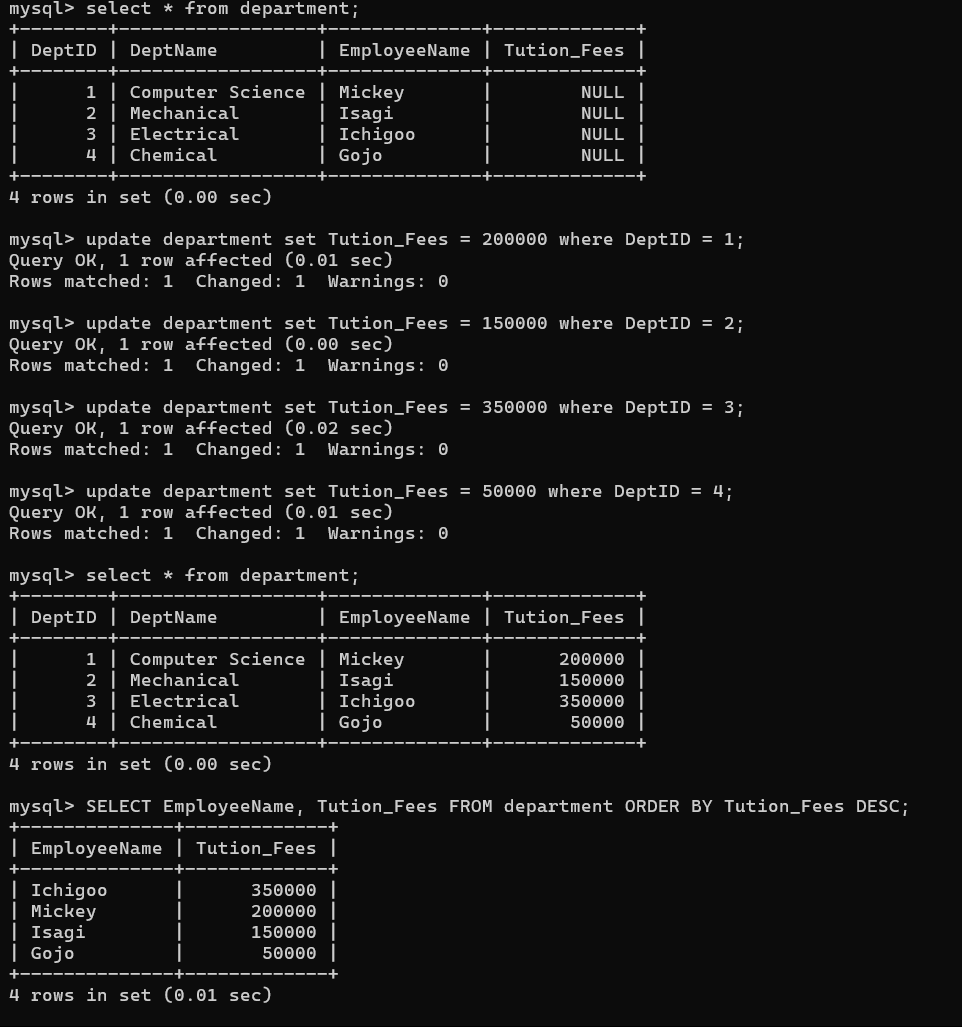 mysql> select * from department;
+--------+------------------+--------------+-------------+
| DeptID | DeptName         | EmployeeName | Tution_Fees |
+--------+------------------+--------------+-------------+
|      1 | Computer Science | Mickey       |        NULL |
|      2 | Mechanical       | Isagi        |        NULL |
|      3 | Electrical       | Ichigoo      |        NULL |
|      4 | Chemical         | Gojo         |        NULL |
+--------+------------------+--------------+-------------+
4 rows in set (0.00 sec)

mysql> update department set Tution_Fees = 200000 where DeptID = 1;
Query OK, 1 row affected (0.01 sec)
Rows matched: 1  Changed: 1  Warnings: 0

mysql> update department set Tution_Fees = 150000 where DeptID = 2;
Query OK, 1 row affected (0.00 sec)
Rows matched: 1  Changed: 1  Warnings: 0

mysql> update department set Tution_Fees = 350000 where DeptID = 3;
Query OK, 1 row affected (0.02 sec)
Rows matched: 1  Changed: 1  Warnings: 0

mysql> update department set Tution_Fees = 50000 where DeptID = 4;
Query OK, 1 row affected (0.01 sec)
Rows matched: 1  Changed: 1  Warnings: 0

mysql> select * from department;
+--------+------------------+--------------+-------------+
| DeptID | DeptName         | EmployeeName | Tution_Fees |
+--------+------------------+--------------+-------------+
|      1 | Computer Science | Mickey       |      200000 |
|      2 | Mechanical       | Isagi        |      150000 |
|      3 | Electrical       | Ichigoo      |      350000 |
|      4 | Chemical         | Gojo         |       50000 |
+--------+------------------+--------------+-------------+
4 rows in set (0.00 sec)

mysql> SELECT EmployeeName, Tution_Fees FROM department ORDER BY Tution_Fees DESC;
+--------------+-------------+
| EmployeeName | Tution_Fees |
+--------------+-------------+
| Ichigoo      |      350000 |
| Mickey       |      200000 |
| Isagi        |      150000 |
| Gojo         |       50000 |
+--------------+-------------+
4 rows in set (0.01 sec)